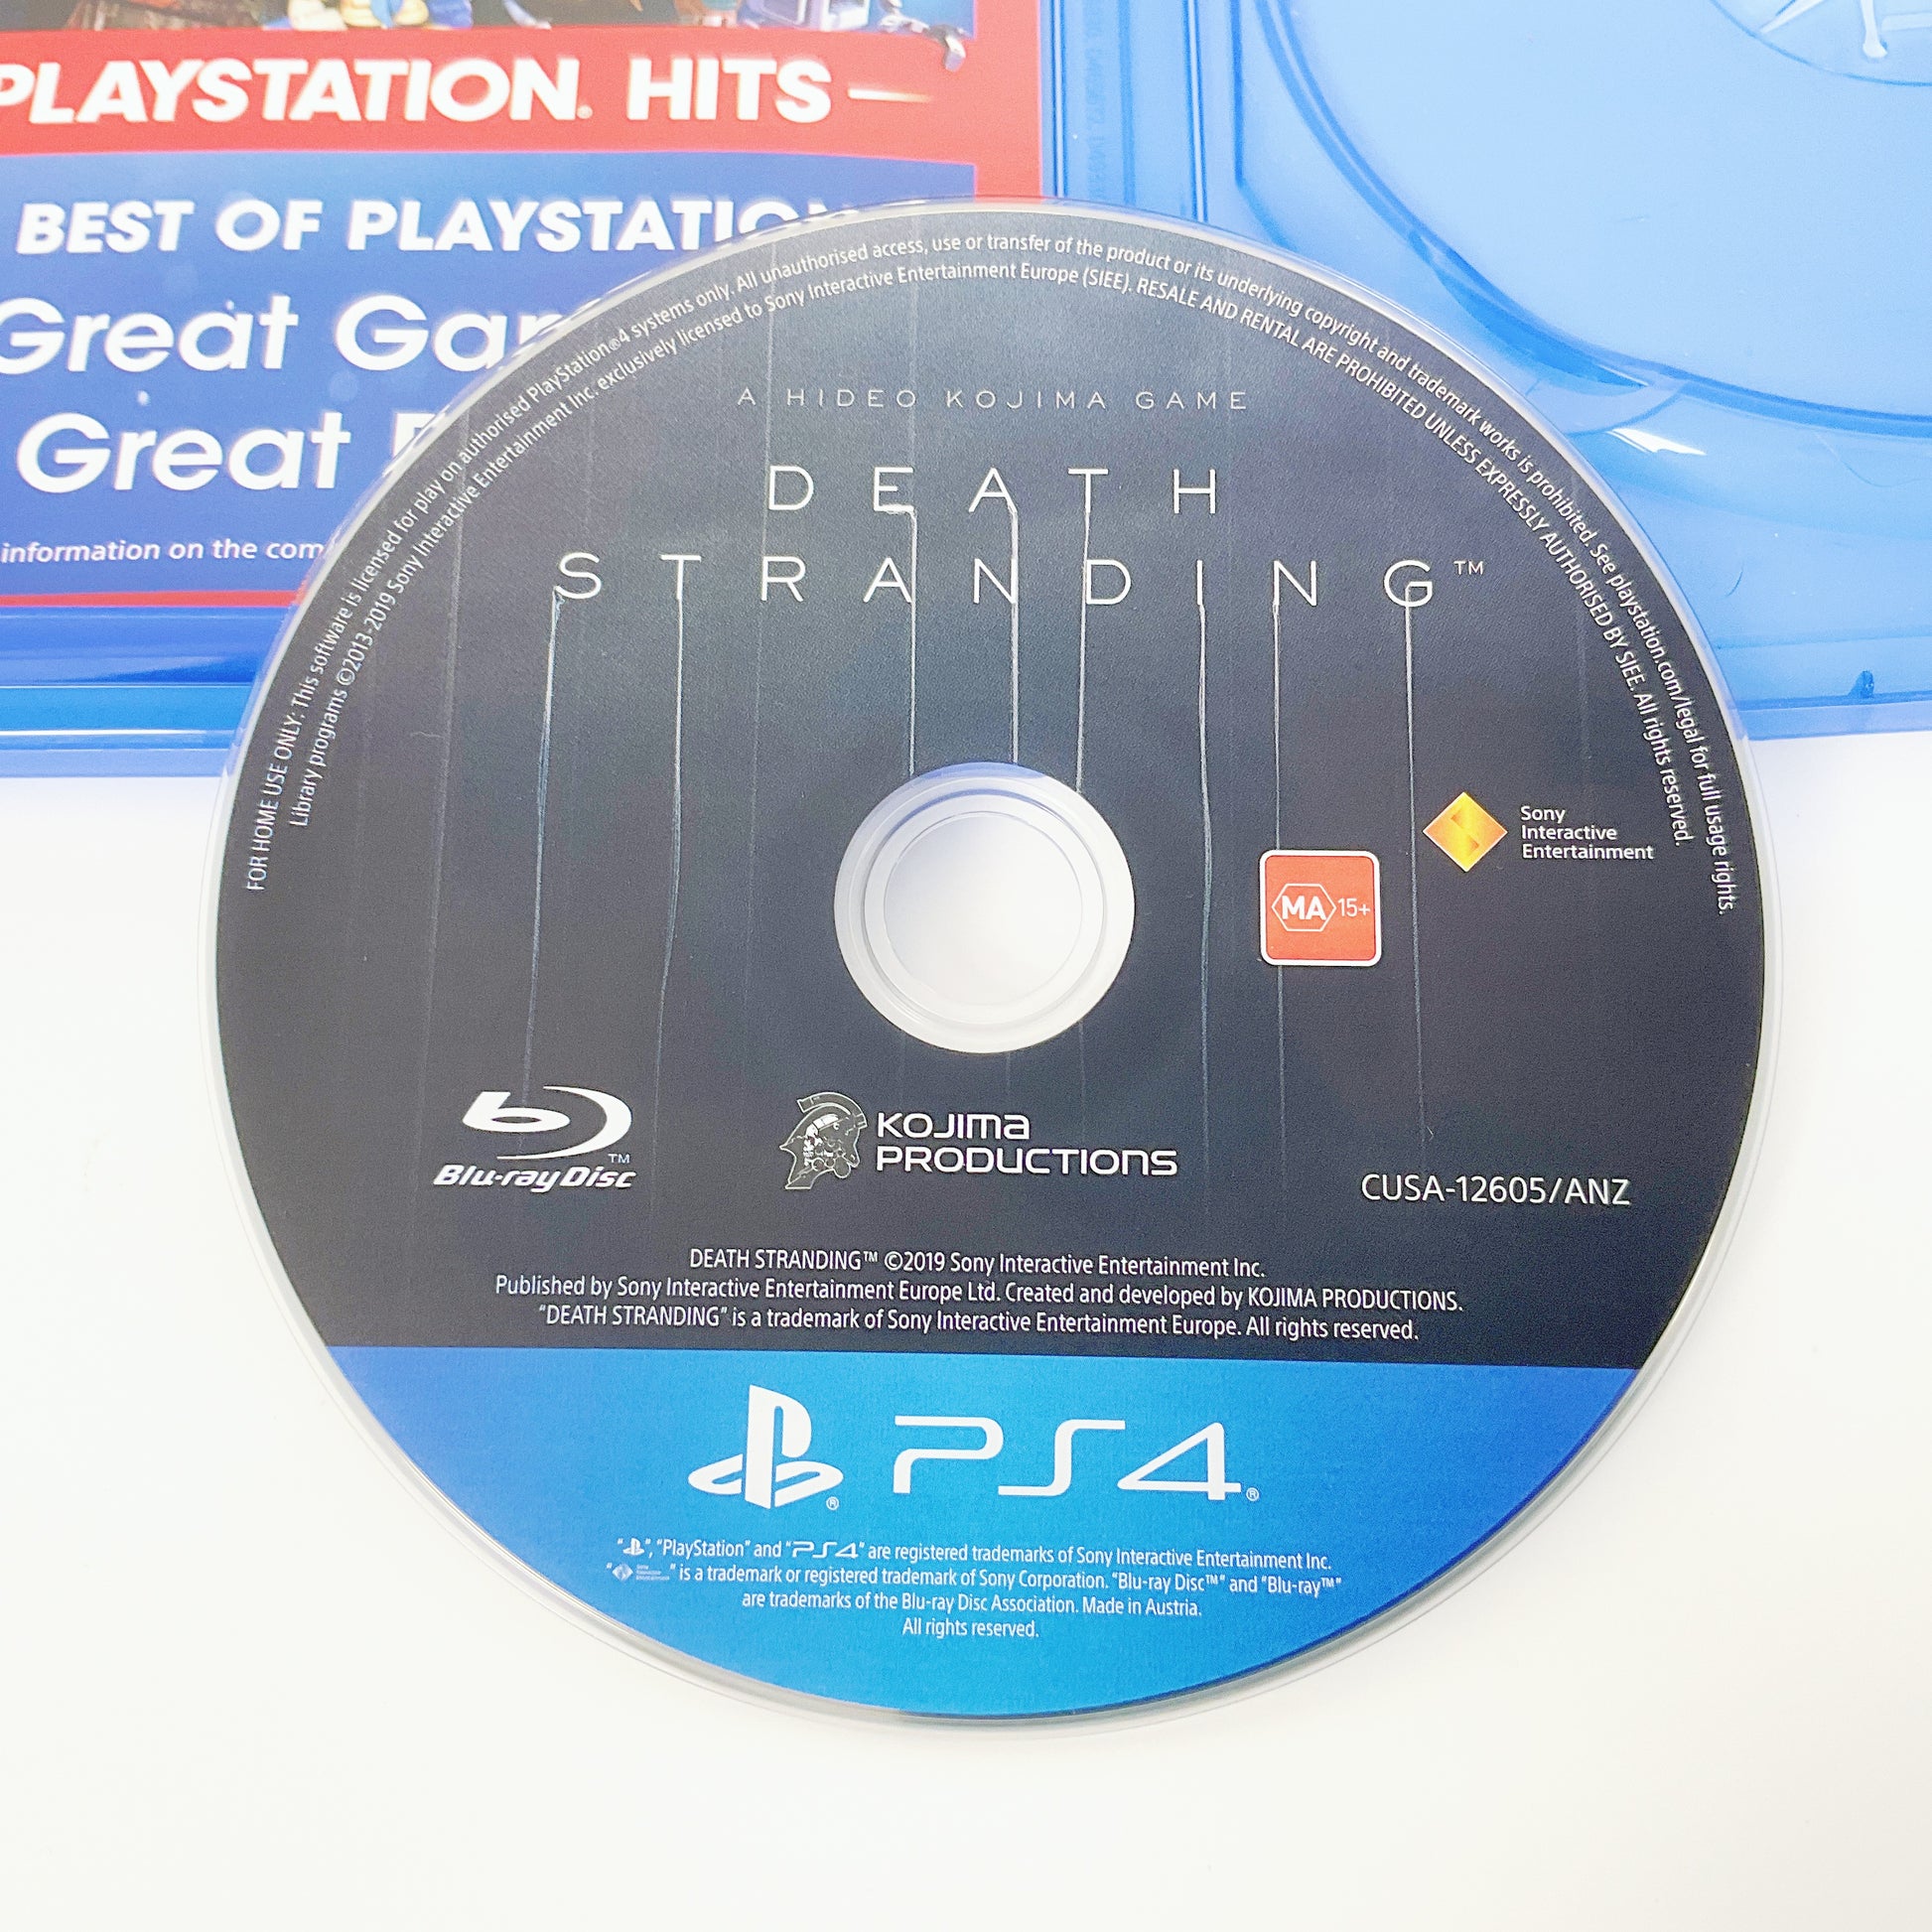 PLAYSTATION® HITS
BEST OF PLAYSTATION
Great
Great
information on the
FOR HOME USE ONLY: This software is licensed for play on authorised PlayStation®4 systems only. All unauthorised access, use or transfer of the product or its underlying copyright and trademark works is prohibited. See playstation.com/legal for full usage rights.
Library programs ©2013-2019 Sony Interactive Entertainment Inc. exclusively licensed to Sony Interactive Entertainment Europe (SIEE). RESALE AND RENTAL ARE PROHIBITED UNLESS EXPRESSLY AUTHORISED BY SIEE. All rights reserved.
A HIDEO KOJIMA GAME
DEATH
STRANDING™
Sony
Interactive
Entertainment
MA 15+
Blu-ray Disc™
KOJIMA
PRODUCTIONS
CUSA-12605/ANZ
DEATH STRANDING™ ©2019 Sony Interactive Entertainment Inc.
Published by Sony Interactive Entertainment Europe Ltd. Created and developed by KOJIMA PRODUCTIONS.
“DEATH STRANDING” is a trademark of Sony Interactive Entertainment Europe. All rights reserved.
PS4®
“ ”, “PlayStation” and “PS4” are registered trademarks of Sony Interactive Entertainment Inc.
“ ” is a trademark or registered trademark of Sony Corporation. “Blu-ray Disc™” and “Blu-ray™”
are trademarks of the Blu-ray Disc Association. Made in Austria.
All rights reserved.